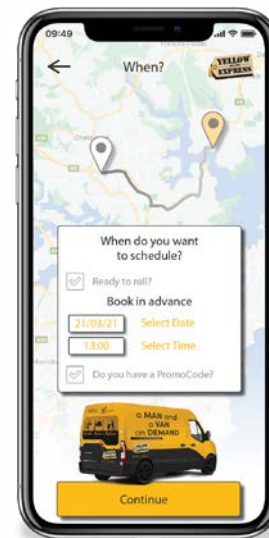 09:49
When?
YELLOW
EXPRESS
When do you want
to schedule?
Ready to roll?
Book in advance
21/03/21 Select Date
13:00 Select Time
Do you have a PromoCode?
a MAN and
a VAN
on DEMAND
Continue